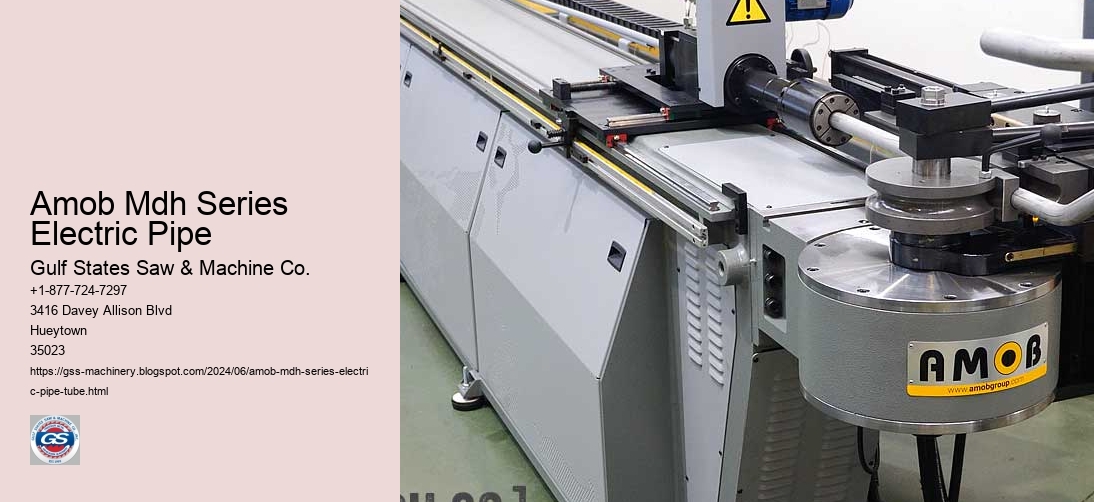 Amob Mdh Series
Electric Pipe
Gulf States Saw & Machine Co.
+1-877-724-7297
3416 Davey Allison Blvd
Hueytown
35023
https://gss-machinery.blogspot.com/2024/06/amob-mdh-series-electri
c-pipe-tube.html
GS
AMOB
www.amobgroup.com